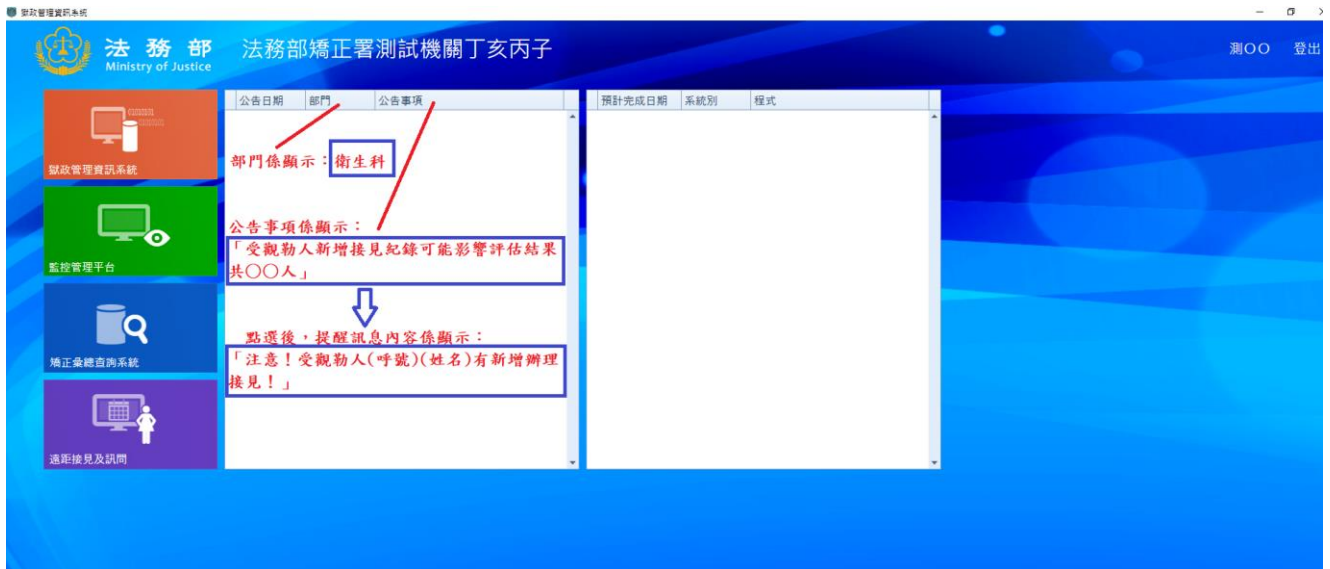 獄政管理資訊系統
法務部
Ministry of Justice
法務部矯正署測試機關丁亥丙子
測○○ 登出
獄政管理資訊系統
監控管理平台
矯正彙總查詢系統
遠距接見及訊問
公告日期 部門 公告事項
部門係顯示：衛生科
公告事項係顯示：
「受觀勒人新增接見紀錄可能影響評估結果
共○○人」
點選後，提醒訊息內容係顯示：
「注意！受觀勒人(呼號)(姓名)有新增辦理
接見！」
預計完成日期 系統別 程式